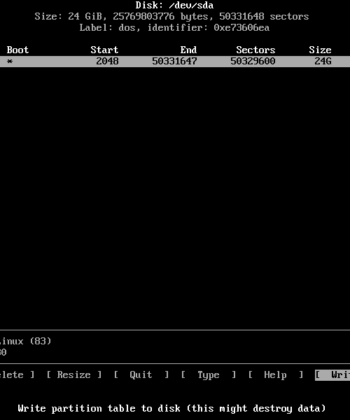 Disk: /dev/sda
Size: 24 GiB, 25769803776 bytes, 50331648 sectors
Label: dos, identifier: 0xe73606ea
Boot Start End Sectors Size
* 2048 50331647 50329600 24G
inux (83)
80
elete ] [ Resize ] [ Quit ] [ Type ] [ Help ] [ Wri
Write partition table to disk (this might destroy data)